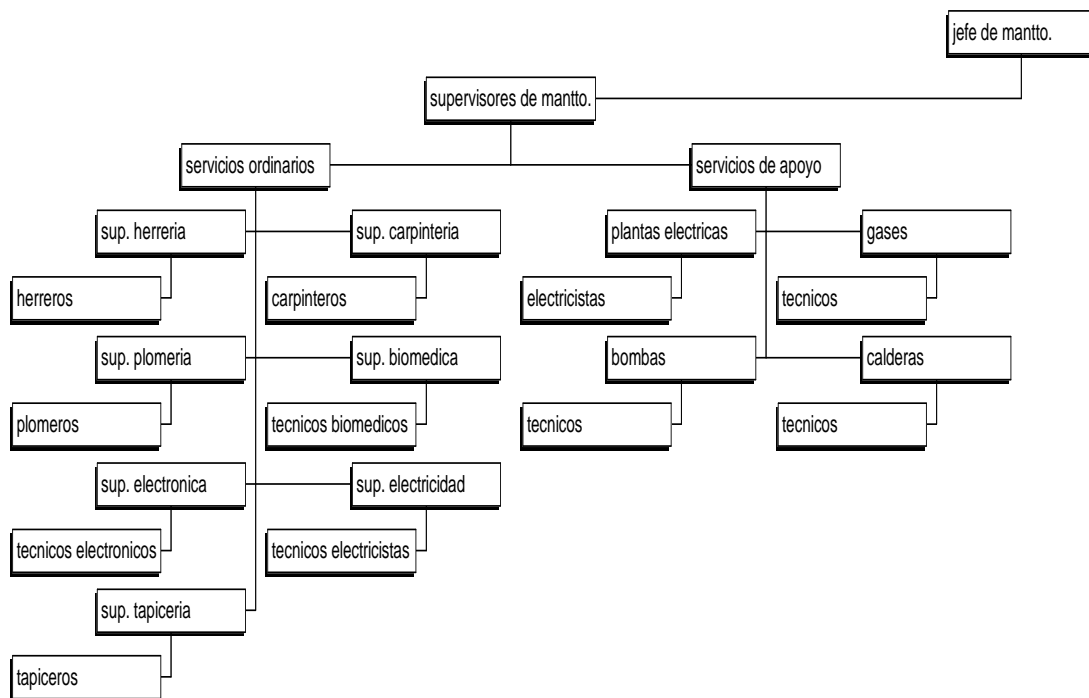 jefe de mantto.
supervisores de mantto.
servicios ordinarios
servicios de apoyo
sup. herreria
sup. carpinteria
plantas electricas
gases
herreros
carpinteros
electricistas
tecnicos
sup. plomeria
sup. biomedica
bombas
calderas
plomeros
tecnicos biomedicos
tecnicos
tecnicos
sup. electronica
sup. electricidad
tecnicos electronicos
tecnicos electricistas
sup. tapiceria
tapiceros